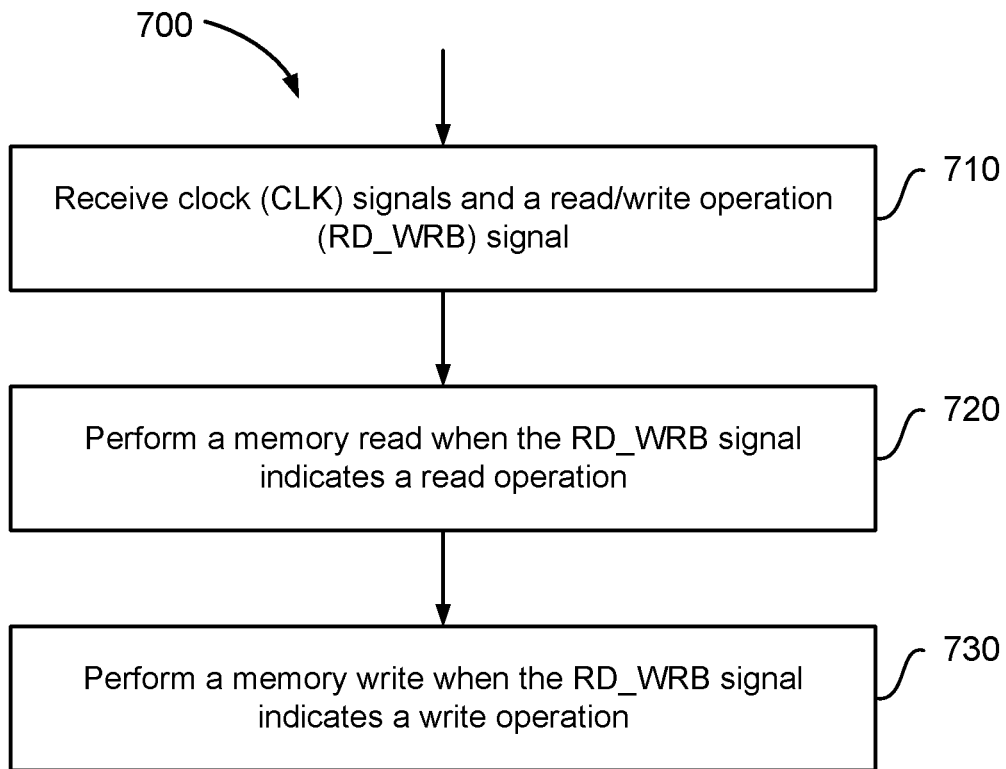 700
Receive clock (CLK) signals and a read/write operation
(RD_WRB) signal
710
Perform a memory read when the RD_WRB signal
indicates a read operation
720
Perform a memory write when the RD_WRB signal
indicates a write operation
730